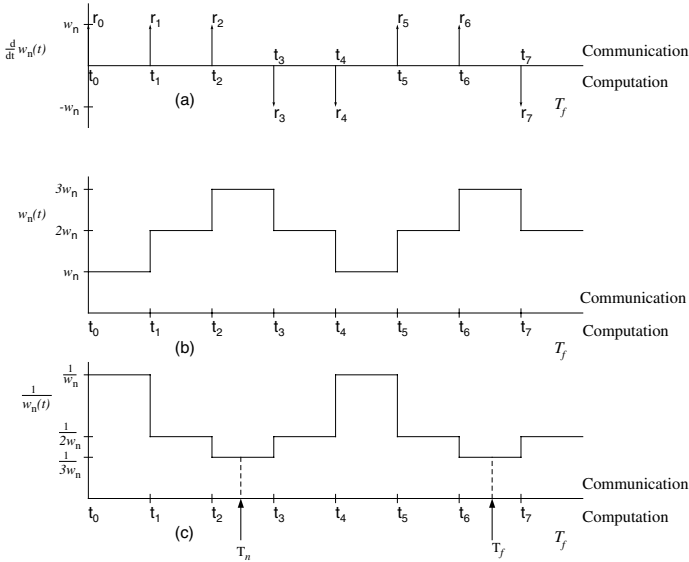 w_n r_0 r_1 r_2 r_5 r_6
d/dt w_n(t) t_3 t_4 t_7 Communication
t_0 t_1 t_2 t_5 t_6 Computation
-w_n (a) r_3 r_4 r_7 T_f
3w_n
w_n(t)
2w_n
w_n
Communication
t_0 t_1 t_2 t_3 t_4 t_5 t_6 t_7 Computation
(b) T_f
1/w_n
1/w_n(t)
1/2w_n
1/3w_n
Communication
t_0 t_1 t_2 t_3 t_4 t_5 t_6 t_7 Computation
(c) T_n T_f T_f